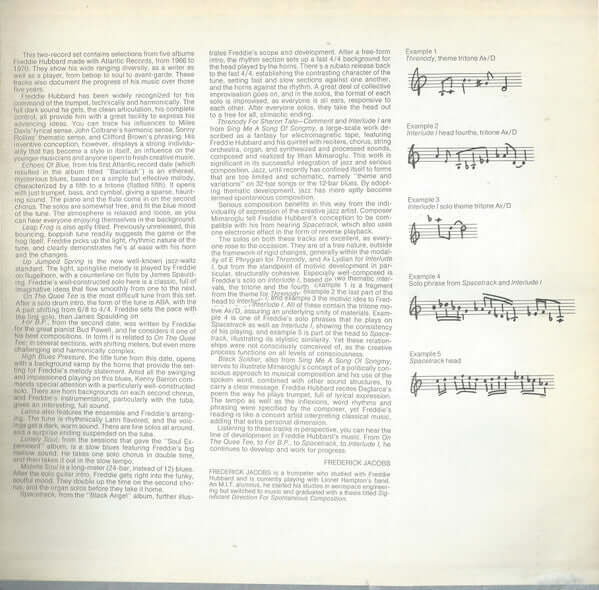 This two-record set contains selections from five albums
Freddie Hubbard made with Atlantic Records, from 1966 to
1970. They show his wide ranging diversity, as a writer as
well as a player, from bebop to soul to avant-garde. These
tracks also document the progress of his music over those
five years.
Freddie Hubbard has been widely recognized for his
command of the trumpet, technically and harmonically. The
full dark sound he gets, the clean articulation, his complete
control, all provide him with a great facility to express his
advancing ideas. You can trace his influences to Miles
Davis' lyrical sense, John Coltrane's harmonic sense, Sonny
Rollins' thematic sense, and Clifford Brown's phrasing. His
inventive conception, however, displays a strong individu-
ality that has become a style in itself, an influence on the
younger musicians and anyone open to fresh creative music.
Echoes Of Blue, from his first Atlantic record date (which
resulted in the album titled "Backlash") is an ethereal,
mysterious blues, based on a simple but effective melody,
characterized by a fifth to a tritone (flatted fifth). It opens
with just trumpet, bass, and cymbal, giving a sparse, haunt-
ing sound. The piano and the flute come in on the second
chorus. The solos are somewhat free, and fit the blue mood
of the tune. The atmosphere is relaxed and loose, as you
can hear everyone enjoying themselves in the background.
Leap Frog is also aptly titled. Previously unreleased, this
bouncing, boppish tune readily suggests the game or the
frog itself. Freddie picks up the light, rhythmic nature of the
tune, and clearly demonstrates he's at ease with his horn
and the changes.
Up Jumped Spring is the now well-known jazz-waltz
standard. The light, springlike melody is played by Freddie
on flugelhorn, with a counterline on flute by James Spauld-
ing. Freddie's well-constructed solo here is a classic, full of
imaginative ideas that flow smoothly from one to the next.
On The Que Tee is the most difficult tune from this set.
After a solo drum intro, the form of the tune is ABA, with the
A part shifting from 6/8 to 4/4. Freddie sets the pace with
the first solo, then James Spaulding on
For B.P., from the second date, was written by Freddie
for the great pianist Bud Powell, and he considers it one of
his best compositions. In form it is related to On The Quee
Tee; in several sections, with shifting meters, but even more
challenging and harmonically complex.
High Blues Pressure, the title tune from this date, opens
with a background vamp by the horns that provide the set-
ting for Freddie's melody statement. Amid all the swinging
and impassioned playing on this blues, Kenny Barron com-
mands special attention with a particularly well-constructed
solo. There are horn backgrounds on each second chorus,
and Freddie's instrumentation, particularly with the tuba,
gives an interesting, full sound.
Latina also features the ensemble and Freddie's arrang-
ing. The tune is rhythmically Latin flavored, and the voic-
ings get a dark, warm sound. There are fine solos all around,
and a surprise ending suspended on the tuba.
Lonely Soul, from the sessions that gave the "Soul Ex-
periment" album, is a slow blues featuring Freddie's big
mellow sound. He takes one solo chorus in double time,
and then takes it out in the slow tempo.
Midnite Soul is a long-meter (24-bar, instead of 12) blues.
After the solo guitar intro, Freddie gets right into the funky,
soulful mood. They double up the time on the second cho-
rus, and the organ solos before they take it home.
Spacetrack, from the "Black Angel" album, further illus-
trates Freddie's scope and development. After a free-form
intro, the rhythm section sets up a fast 4/4 background for
the head played by the horns. There's a rubato release back
to the fast 4/4, establishing the contrasting character of the
tune, setting fast and slow sections against one another,
and the horns against the rhythm. A great deal of collective
improvisation goes on, and in the solos, the format of each
solo is improvised, as everyone is all ears, responsive to
each other. After everyone solos, they take the head out
to a free for all, climactic ending.
Threnody For Sharon Tate—Comment and Interlude I are
from Sing Me A Song Of Songmy, a large-scale work de-
scribed as a fantasy for electromagnetic tape, featuring
Freddie Hubbard and his quintet with reciters, chorus, string
orchestra, organ, and synthesized and processed sounds,
composed and realized by Ilhan Mimaroglu. This work is
significant in its successful integration of jazz and serious
composition. Jazz, until recently has confined itself to forms
that are too limited and schematic, namely "theme and
variations" on 32-bar songs or the 12-bar blues. By adopt-
ing thematic development, jazz has more aptly become
termed spontaneous composition.
Serious composition benefits in this way from the indi-
viduality of expression of the creative jazz artist. Composer
Mimaroglu felt Freddie Hubbard's conception to be com-
patible with his from hearing Spacetrack, which also uses
one electronic effect in the form of reverse playback.
The solos on both these tracks are excellent, as every-
one rose to the occasion. They are of a free nature, outside
the framework of rigid changes, generally within the modal-
ity of E Phrygian for Threnody, and A♭ Lydian for Interlude
I, but from the standpoint of motivic development in par-
ticular, structurally cohesive. Especially well-composed is
Freddie's solo on Interlude I, based on two thematic inter-
vals, the tritone and the fourth. Example 1 is a fragment
from the theme for Threnody, example 2 the last part of the
head to Interlude I, and example 3 the motivic idea to Fred-
die's solo on Interlude I. All of these contain the tritone mo-
tive A♭/D, assuring an underlying unity of materials. Exam-
ple 4 is one of Freddie's solo phrases that he plays on
Spacetrack as well as Interlude I, showing the consistency
of his playing, and example 5 is part of the head to Space-
track, illustrating its stylistic similarity. Yet these relation-
ships were not consciously conceived of, as the creative
process functions on all levels of consciousness.
Black Soldier, also from Sing Me A Song Of Songmy,
serves to illustrate Mimaroglu's concept of a politically con-
scious approach to musical composition and his use of the
spoken word, combined with other sound structures, to
carry a clear message. Freddie Hubbard recites Daglarca's
poem the way he plays trumpet, full of lyrical expression.
The tempo as well as the inflexions, word rhythms and
phrasing were specified by the composer, yet Freddie's
reading is like a concert artist interpreting classical music,
adding that extra personal dimension.
Listening to these tracks in perspective, you can hear the
line of development in Freddie Hubbard's music. From On
The Quee Tee, to For B.P., to Spacetrack, to Interlude I, he
continues to develop and work for progress.
FREDERICK JACOBS
FREDERICK JACOBS is a trumpeter who studied with Freddie
Hubbard and is currently playing with Lionel Hampton's band.
An M.I.T. alumnus, he started his studies in aerospace engineer-
ing but switched to music and graduated with a thesis titled Sig-
nificant Direction For Spontaneous Composition.
Example 1
Threnody, theme tritone A♭/D
Example 2
Interlude I head fourths, tritone A♭/D
Example 3
Interlude I solo theme tritone A♭/D
Example 4
Solo phrase from Spacetrack and Interlude I
Example 5
Spacetrack head